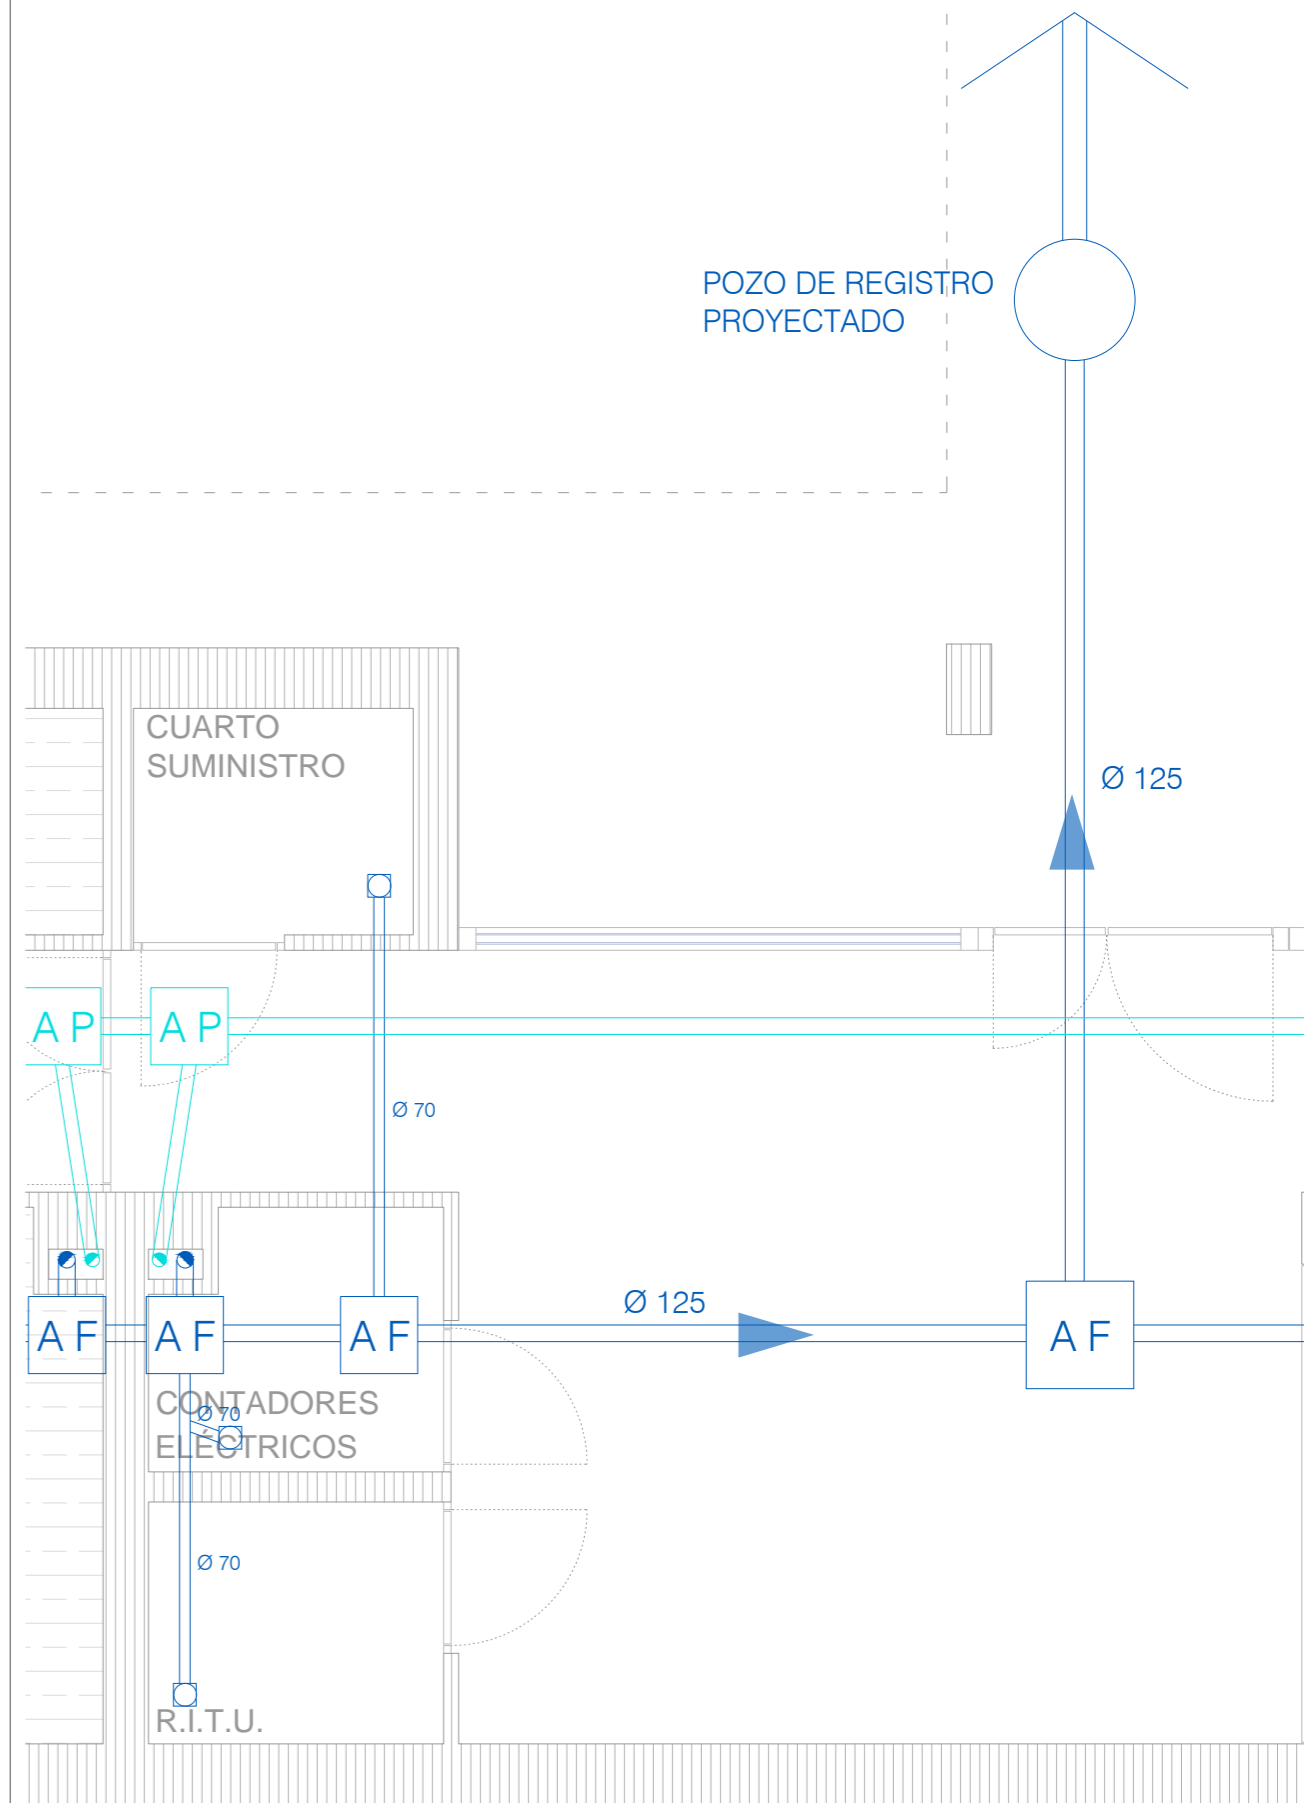 POZO DE REGISTRO
PROYECTADO
CUARTO
SUMINISTRO
Ø 125
A P
A P
Ø 70
Ø 125
A F
A F
A F
A F
CONTADORES
Ø 70
ELÉCTRICOS
Ø 70
R.I.T.U.